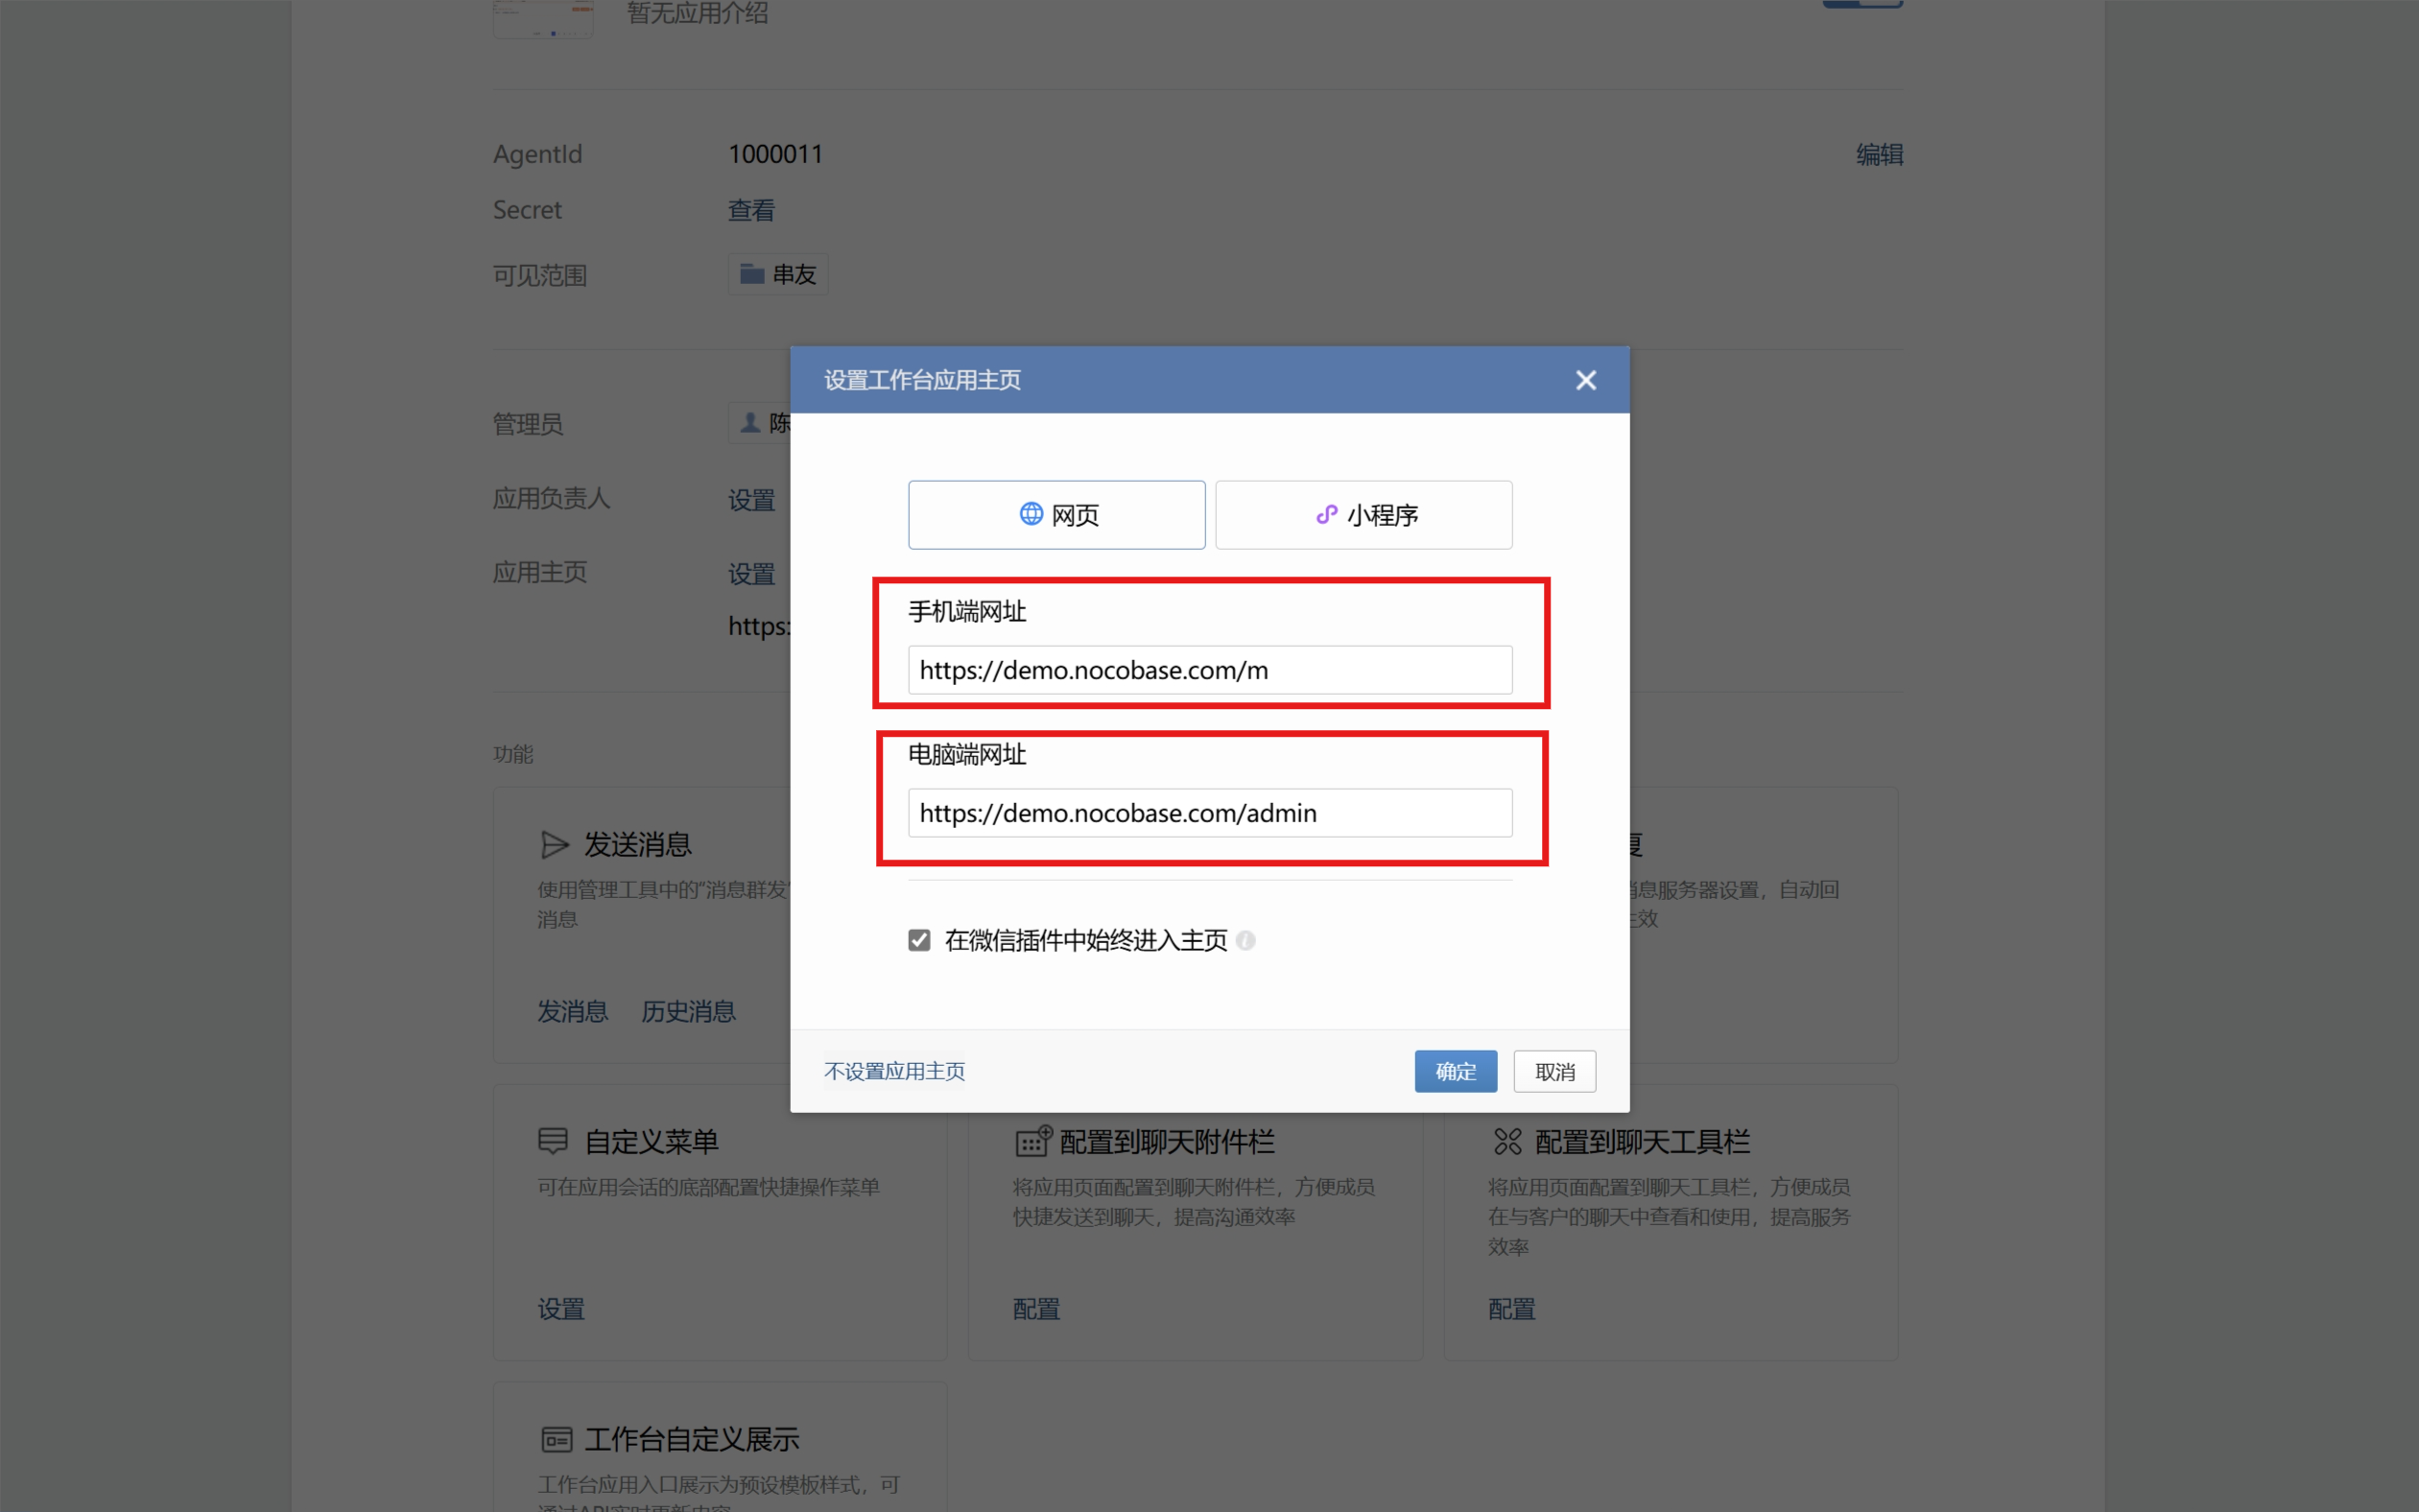 暂无应用介绍
AgentId 1000011 编辑
Secret 查看
可见范围 串友
管理员 陈
应用负责人 设置
应用主页 设置
https:
功能
发送消息
使用管理工具中的“消息群发”
消息
发消息 历史消息
息服务器设置，自动回
效
设置工作台应用主页
网页 小程序
手机端网址
https://demo.nocobase.com/m
电脑端网址
https://demo.nocobase.com/admin
在微信插件中始终进入主页
不设置应用主页 确定 取消
自定义菜单
可在应用会话的底部配置快捷操作菜单
设置
配置到聊天附件栏
将应用页面配置到聊天附件栏，方便成员
快捷发送到聊天，提高沟通效率
配置
配置到聊天工具栏
将应用页面配置到聊天工具栏，方便成员
在与客户的聊天中查看和使用，提高服务
效率
配置
工作台自定义展示
工作台应用入口展示为预设模板样式，可
通过API实时更新内容